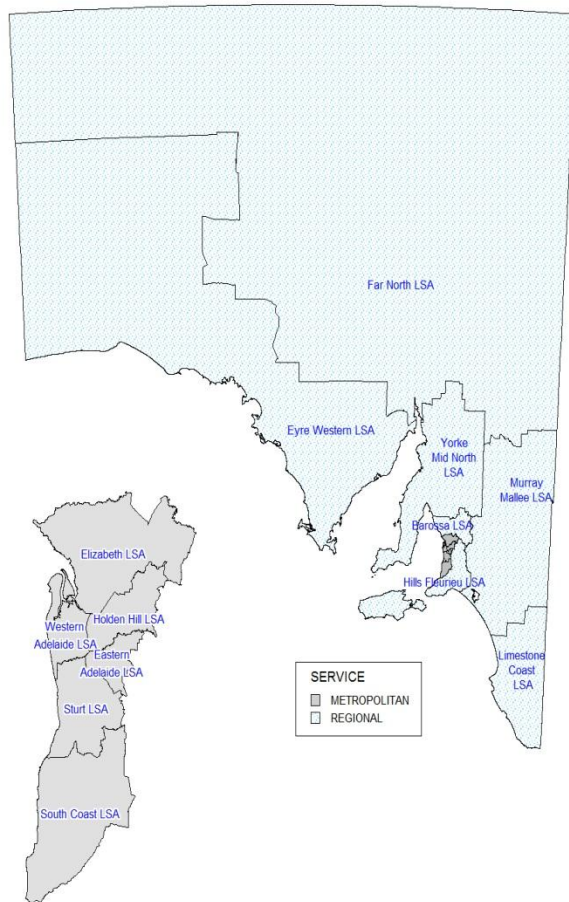 Far North LSA
Eyre Western LSA
Yorke
Mid North
LSA
Murray
Mallee LSA
Barossa LSA
Hills Fleurieu LSA
Limestone
Coast
LSA
Elizabeth LSA
Holden Hill LSA
Western
Adelaide LSA
Eastern
Adelaide LSA
Sturt LSA
South Coast LSA
SERVICE
METROPOLITAN
REGIONAL